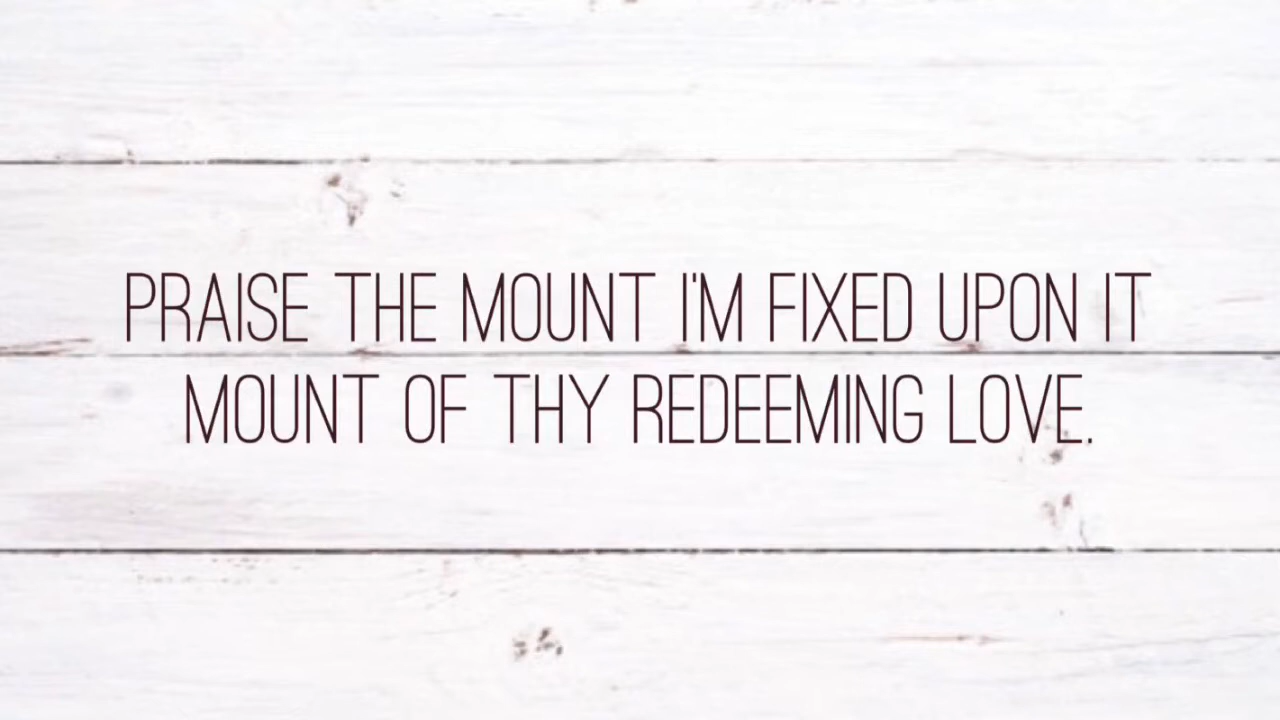 PRAISE THE MOUNT I'M FIXED UPON IT
MOUNT OF THY REDEEMING LOVE.